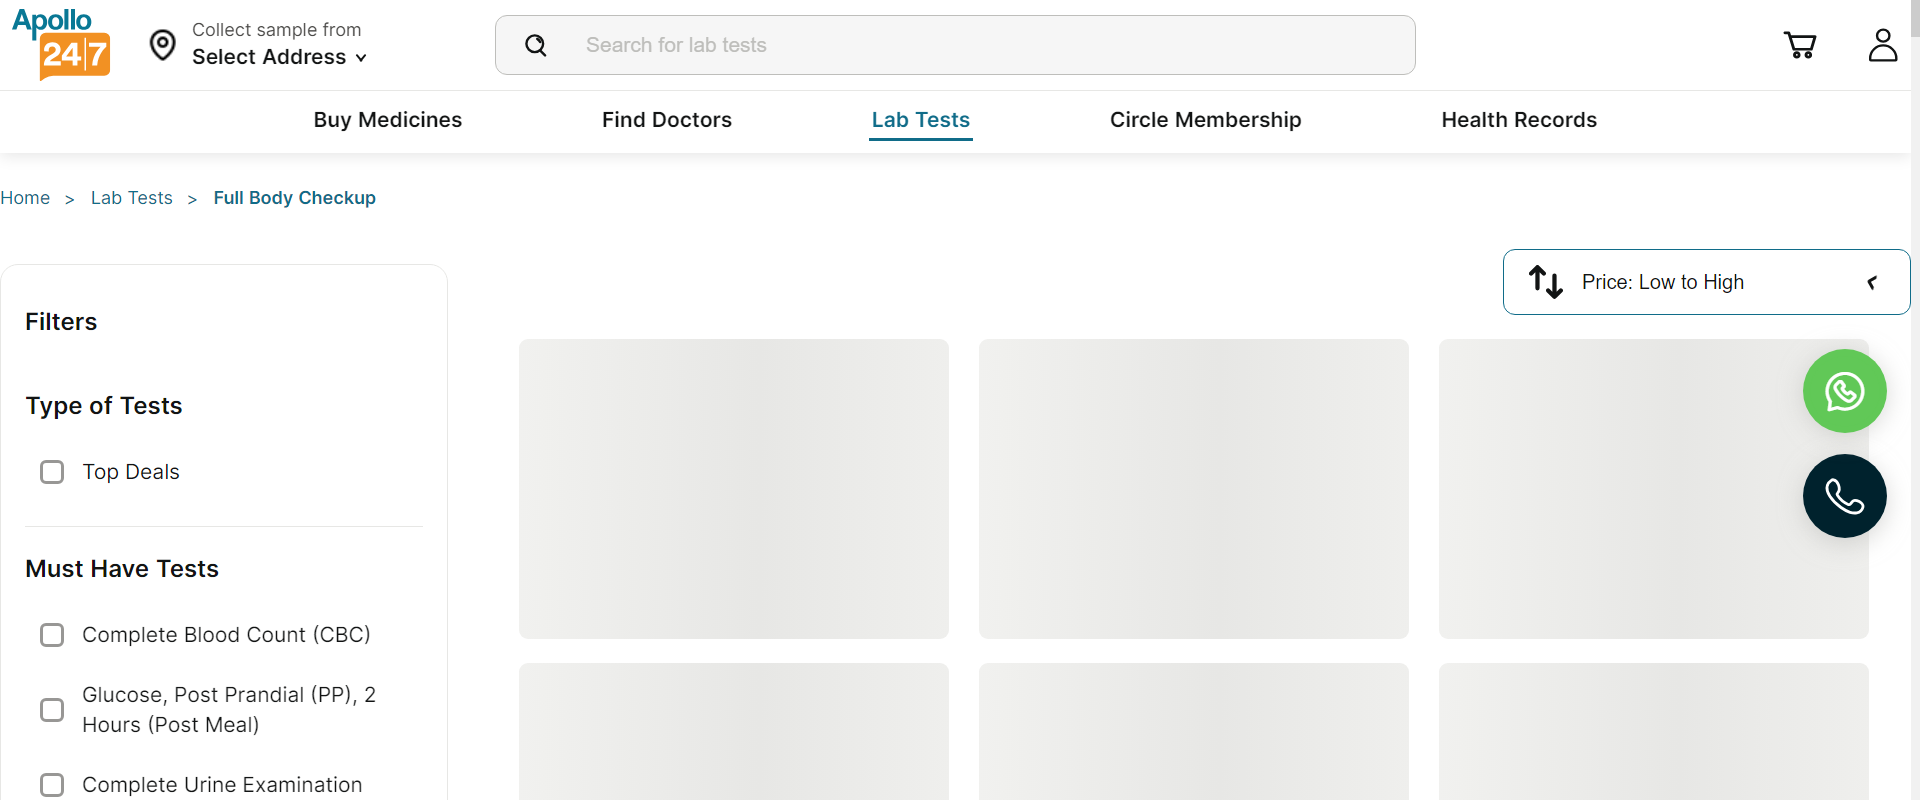 Apollo
24|7
Collect sample from
Select Address
Search for lab tests
Buy Medicines
Find Doctors
Lab Tests
Circle Membership
Health Records
Home > Lab Tests > Full Body Checkup
Price: Low to High
Filters
Type of Tests
Top Deals
Must Have Tests
Complete Blood Count (CBC)
Glucose, Post Prandial (PP), 2
Hours (Post Meal)
Complete Urine Examination